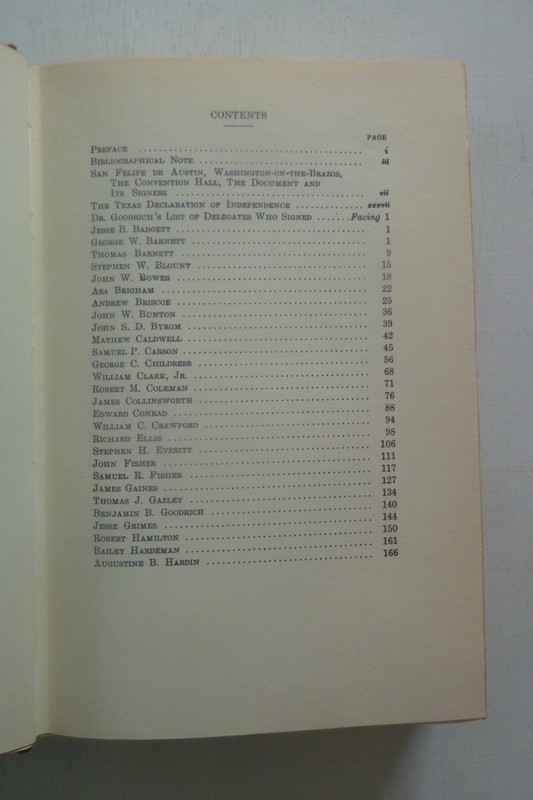 CONTENTS
PAGE
PREFACE i
BIBLIOGRAPHICAL NOTE iii
SAN FELIPE DE AUSTIN, WASHINGTON-ON-THE-BRAZOS,
THE CONVENTION HALL, THE DOCUMENT AND
ITS SIGNERS vii
THE TEXAS DECLARATION OF INDEPENDENCE xxxvii
DR. GOODRICH'S LIST OF DELEGATES WHO SIGNED Facing 1
JESSE B. BADGETT 1
GEORGE W. BARNETT 1
THOMAS BARNETT 9
STEPHEN W. BLOUNT 15
JOHN W. BOWER 18
ASA BRIGHAM 22
ANDREW BRISCOE 25
JOHN W. BUNTON 36
JOHN S. D. BYROM 39
MATHEW CALDWELL 42
SAMUEL P. CARSON 45
GEORGE C. CHILDRESS 56
WILLIAM CLARK, JR. 68
ROBERT M. COLEMAN 71
JAMES COLLINSWORTH 76
EDWARD CONRAD 88
WILLIAM C. CRAWFORD 94
RICHARD ELLIS 98
STEPHEN H. EVERITT 106
JOHN FISHER 111
SAMUEL R. FISHER 117
JAMES GAINES 127
THOMAS J. GAZLEY 134
BENJAMIN B. GOODRICH 140
JESSE GRIMES 144
ROBERT HAMILTON 150
BAILEY HARDEMAN 161
AUGUSTINE B. HARDIN 166